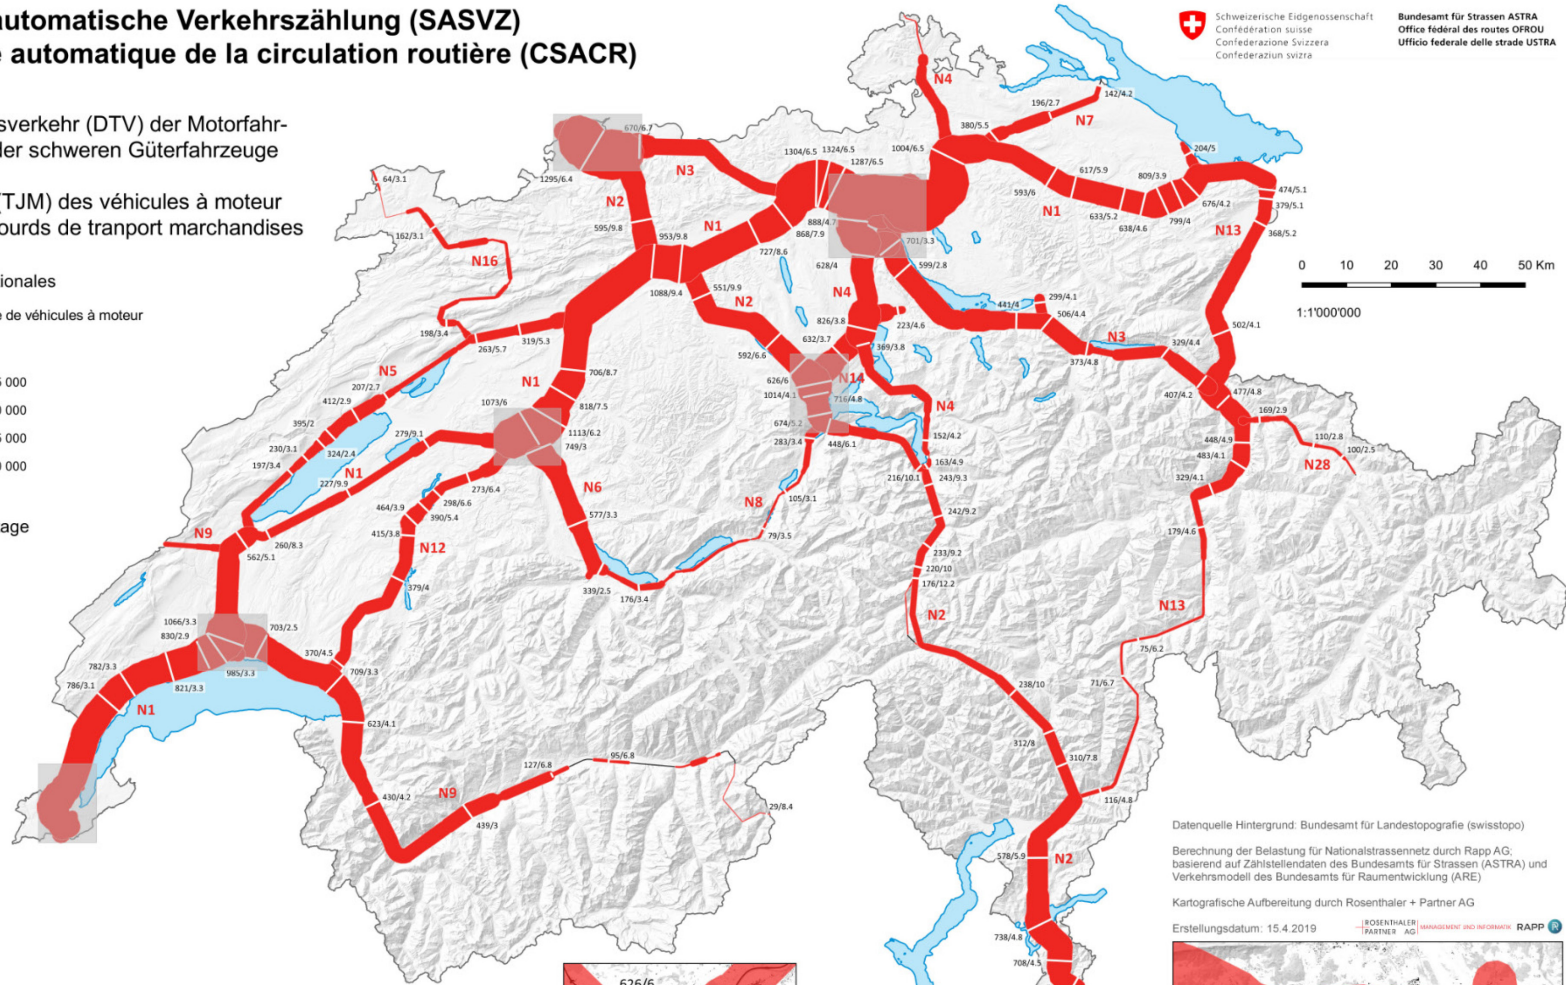 automatische Verkehrszählung (SASVZ)
e automatique de la circulation routière (CSACR)
Schweizerische Eidgenossenschaft
Confédération suisse
Confederazione Svizzera
Confederaziun svizra
Bundesamt für Strassen ASTRA
Office fédéral des routes OFROU
Ufficio federale delle strade USTRA
sverkehr (DTV) der Motorfahr-
der schweren Güterfahrzeuge
(TJM) des véhicules à moteur
ourds de tranport marchandises
ionales
e de véhicules à moteur
5 000
0 000
5 000
0 000
tage
N4
196/2.7
142/4.2
N7
380/5.5
670/6.7
1304/6.5
1324/6.5
1287/6.5
1004/6.5
204/5
1295/6.4
N3
617/5.9
809/3.9
64/3.1
593/6
N1
633/5.2
638/4.6
799/4
676/4.2
474/5.1
379/5.1
368/5.2
N13
N2
595/9.8
953/9.8
N1
727/8.6
868/7.9
888/4.7
701/3.3
162/3.1
N16
599/2.8
628/4
1088/9.4
551/9.9
N2
N4
826/3.8
223/4.6
441/4
299/4.1
506/4.4
0 10 20 30 40 50 Km
1:1'000'000
198/3.4
263/5.7
319/5.3
592/6.6
632/3.7
369/3.8
N3
373/4.8
329/4.4
502/4.1
N5
207/2.7
706/8.7
N1
626/6
N14
1014/4.1
716/4.8
407/4.2
477/4.8
412/2.9
1073/6
818/7.5
N4
395/2
1113/6.2
749/3
674/5.2
283/3.4
448/6.1
152/4.2
169/2.9
279/9.1
230/3.1
324/2.4
197/3.4
N1
227/9.9
163/4.9
216/10.1
243/9.3
448/4.9
483/4.1
329/4.1
110/2.8
100/2.5
N28
273/6.4
298/6.6
464/3.9
390/5.4
415/3.8
N6
N8
105/3.1
242/9.2
N9
562/5.1
260/8.3
N12
577/3.3
79/3.5
179/4.6
233/9.2
220/10
176/12.2
379/4
339/2.5
176/3.4
N2
N13
1066/3.3
830/2.9
703/2.5
985/3.3
370/4.5
709/3.3
75/6.2
782/3.3
786/3.1
821/3.3
N1
71/6.7
238/10
623/4.1
312/8
310/7.8
95/6.8
127/6.8
N9
430/4.2
439/3
29/8.4
116/4.8
578/5.9
N2
738/4.8
708/4.5
Datenquelle Hintergrund: Bundesamt für Landestopografie (swisstopo)
Berechnung der Belastung für Nationalstrassennetz durch Rapp AG;
basierend auf Zählstellendaten des Bundesamts für Strassen (ASTRA) und
Verkehrsmodell des Bundesamts für Raumentwicklung (ARE)
Kartografische Aufbereitung durch Rosenthaler + Partner AG
Erstellungsdatum: 15.4.2019
ROSENTHALER
PARTNER AG
MANAGEMENT UND INFORMATIK
RAPP
626/6